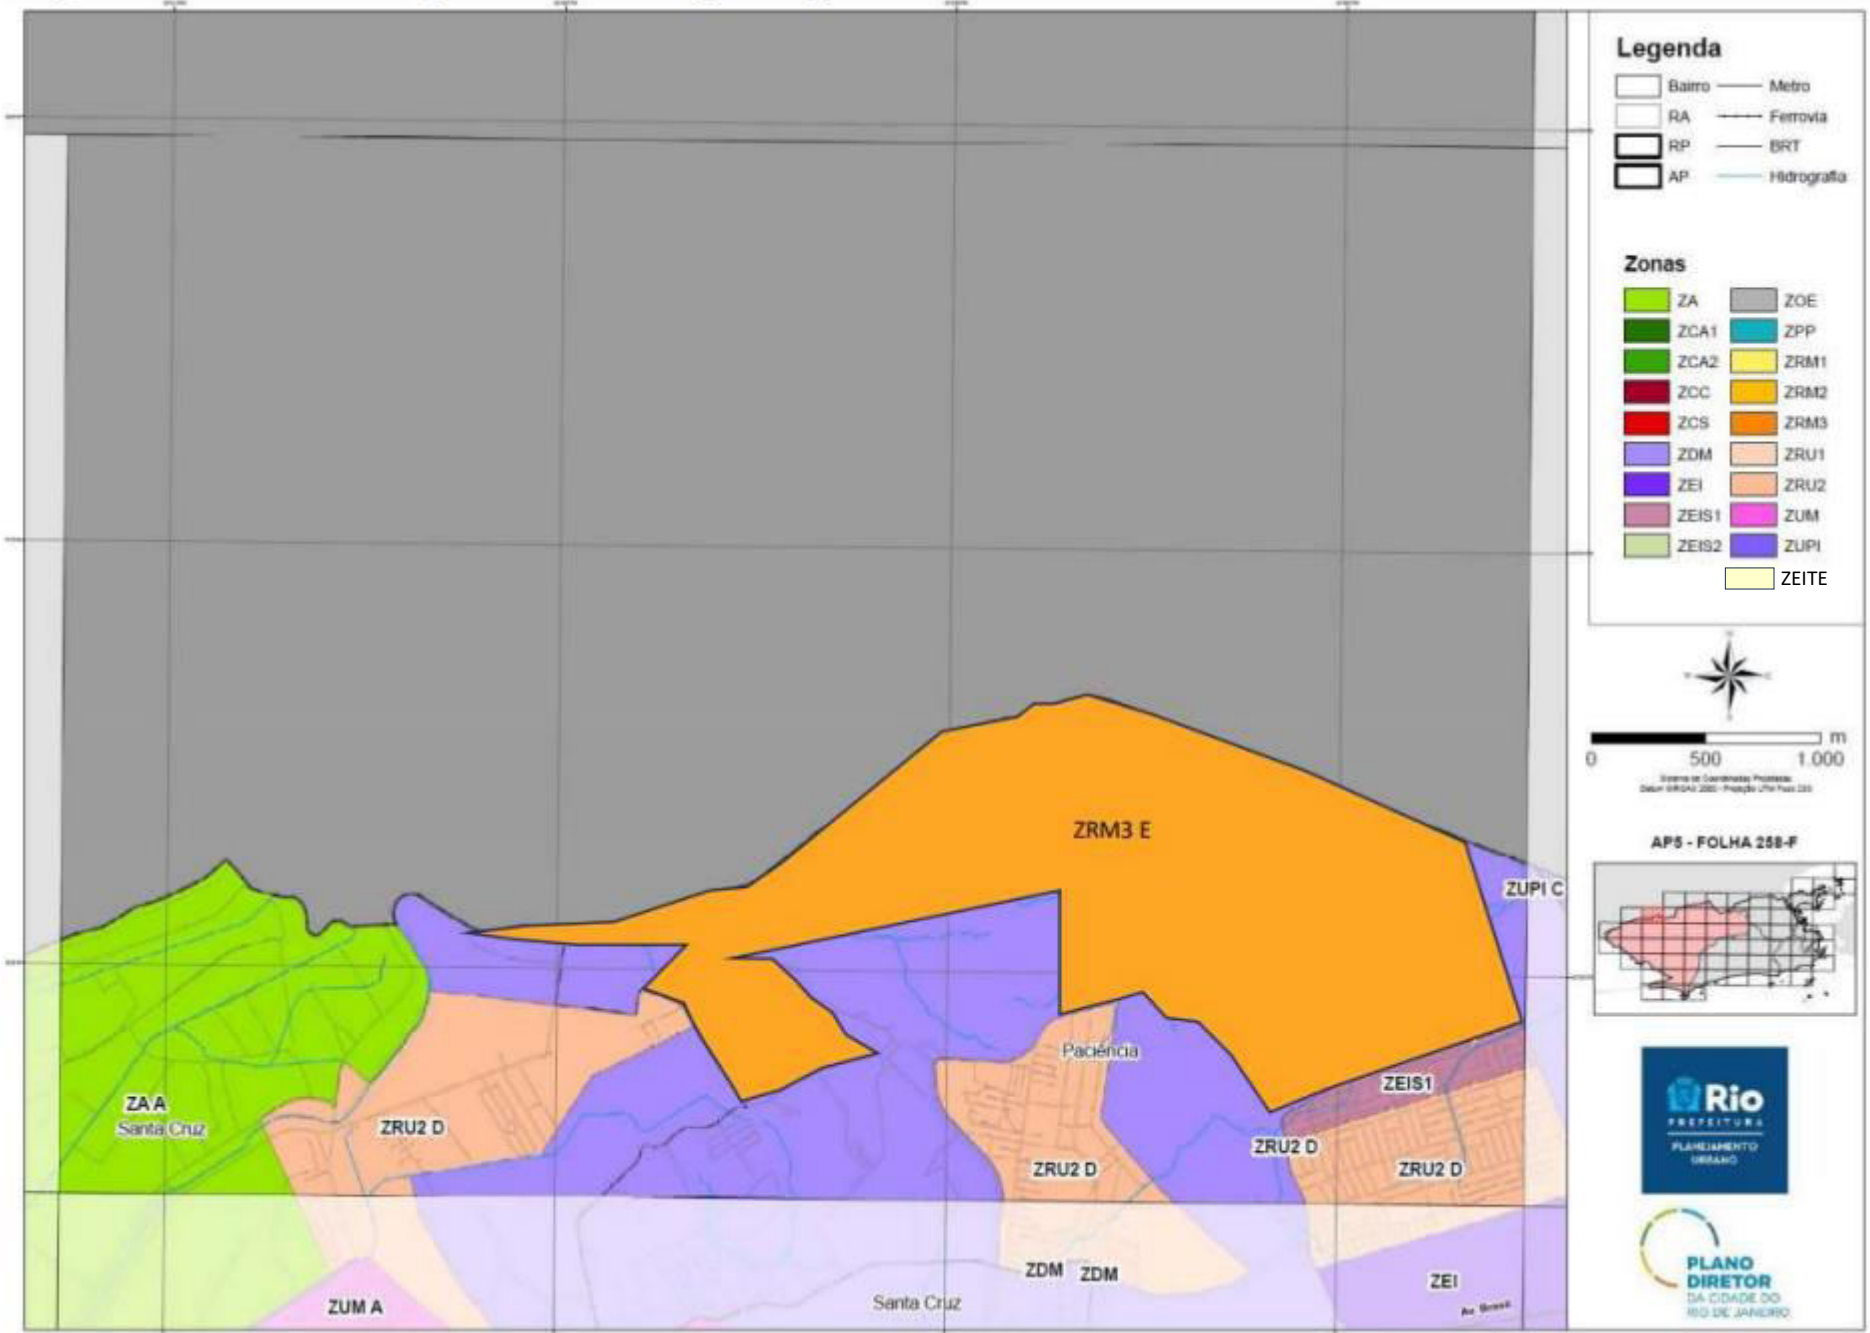 Legenda
Bairro Metro
RA Ferrovia
RP BRT
AP Hidrografia
Zonas
ZA ZOE
ZCA1 ZPP
ZCA2 ZRM1
ZCC ZRM2
ZCS ZRM3
ZDM ZRU1
ZEI ZRU2
ZEIS1 ZUM
ZEIS2 ZUPI
ZEITE
m
0 500 1.000
AP5 - FOLHA 258-F
Rio
PREFEITURA
PLANEJAMENTO
URBANO
PLANO
DIRETOR
DA CIDADE DO
RIO DE JANEIRO
ZRM3 E
ZUPI C
Paciência
ZEIS1
ZA A
Santa Cruz
ZRU2 D
ZRU2 D
ZRU2 D
ZRU2 D
ZDM ZDM
ZEI
Santa Cruz
ZUM A
Av. Brasil